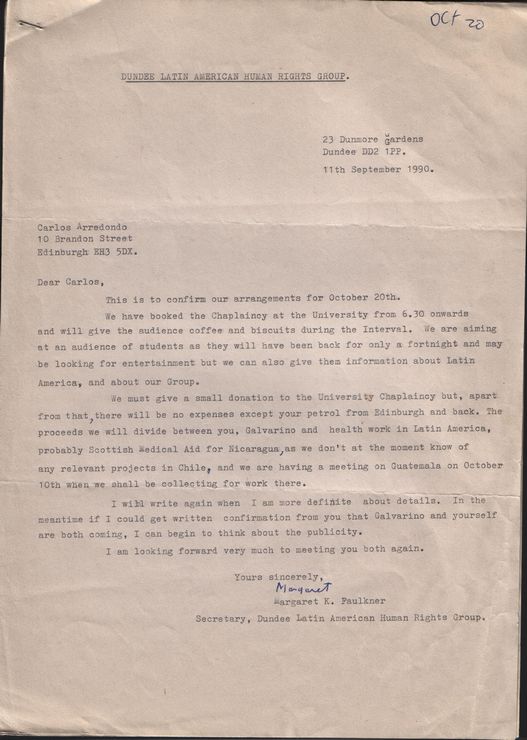 Oct 20
DUNDEE LATIN AMERICAN HUMAN RIGHTS GROUP.
23 Dunmore Gardens
Dundee DD2 1PP.
11th September 1990.
Carlos Arredondo
10 Brandon Street
Edinburgh EH3 5DX.
Dear Carlos,
This is to confirm our arrangements for October 20th.
We have booked the Chaplaincy at the University from 6.30 onwards
and will give the audience coffee and biscuits during the Interval. We are aiming
at an audience of students as they will have been back for only a fortnight and may
be looking for entertainment but we can also give them information about Latin
America, and about our Group.
We must give a small donation to the University Chaplaincy but, apart
from that, there will be no expenses except your petrol from Edinburgh and back. The
proceeds we will divide between you, Galvarino and health work in Latin America,
probably Scottish Medical Aid for Nicaragua, as we don't at the moment know of
any relevant projects in Chile, and we are having a meeting on Guatemala on October
10th when we shall be collecting for work there.
I will write again when I am more definite about details. In the
meantime if I could get written confirmation from you that Galvarino and yourself
are both coming, I can begin to think about the publicity.
I am looking forward very much to meeting you both again.
Yours sincerely,
Margaret
Margaret K. Faulkner
Secretary, Dundee Latin American Human Rights Group.